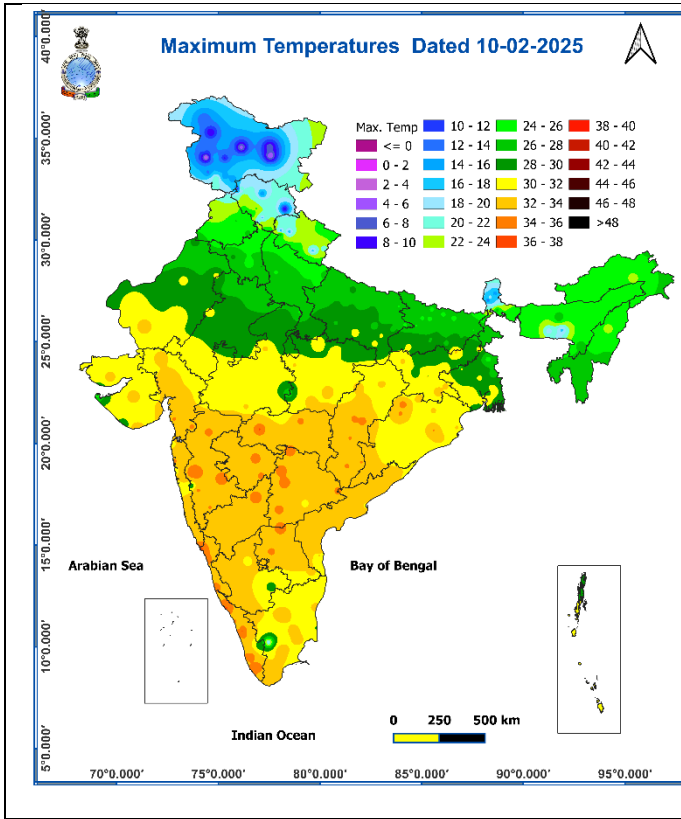 Maximum Temperatures Dated 10-02-2025
Max. Temp
<= 0
0 - 2
2 - 4
4 - 6
6 - 8
8 - 10
10 - 12
12 - 14
14 - 16
16 - 18
18 - 20
20 - 22
22 - 24
24 - 26
26 - 28
28 - 30
30 - 32
32 - 34
34 - 36
36 - 38
38 - 40
40 - 42
42 - 44
44 - 46
46 - 48
>48
40°0.000'
35°0.000'
30°0.000'
25°0.000'
20°0.000'
15°0.000'
10°0.000'
5°0.000'
Arabian Sea
Bay of Bengal
Indian Ocean
0 250 500 km
70°0.000' 75°0.000' 80°0.000' 85°0.000' 90°0.000' 95°0.000'